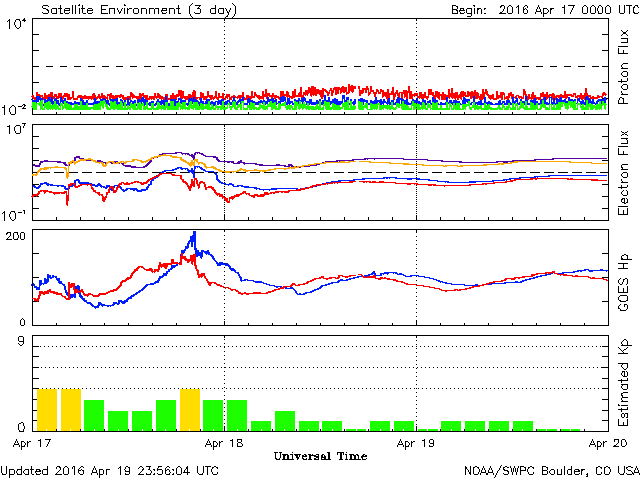 Satellite Environment (3 day)
Begin: 2016 Apr 17 0000 UTC
10⁴
10⁻²
Proton Flux
10⁷
10⁻¹
Electron Flux
200
0
GOES Hp
9
0
Estimated Kp
Apr 17 Apr 18 Apr 19 Apr 20
Universal Time
Updated 2016 Apr 19 23:56:04 UTC
NOAA/SWPC Boulder, CO USA